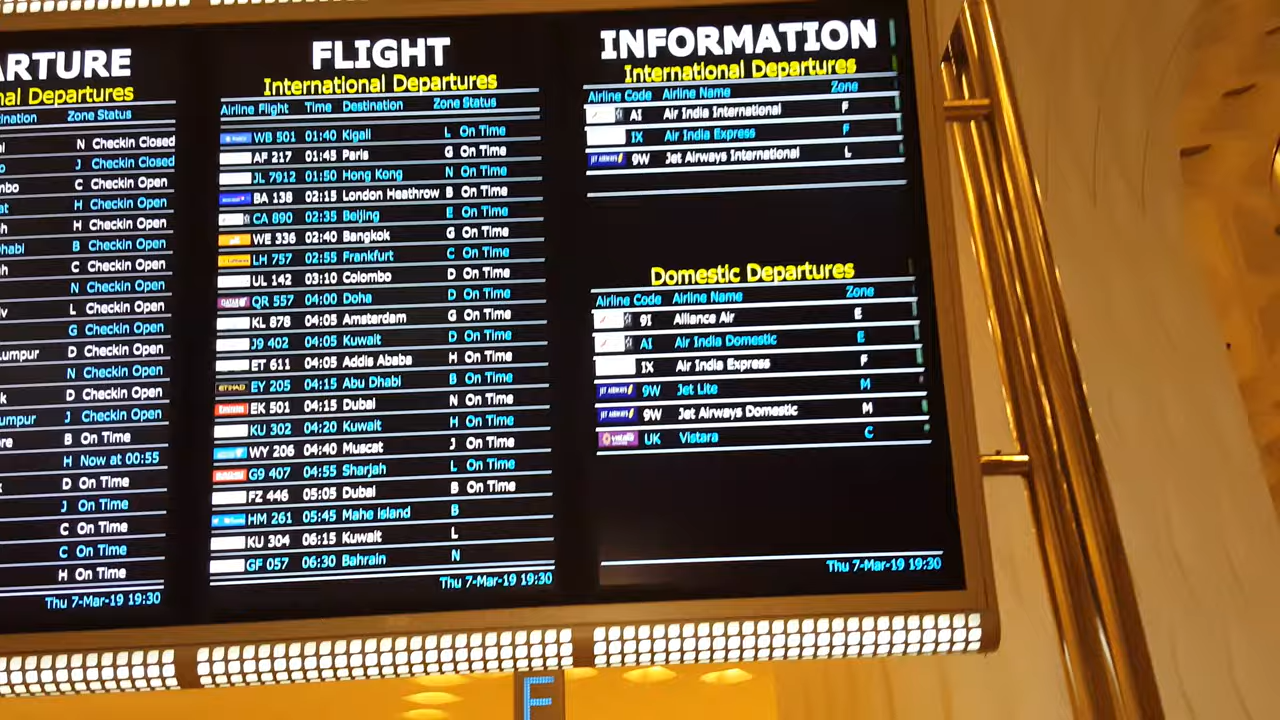 ARTURE
nal Departures
ination Zone Status
al N Checkin Closed
o J Checkin Closed
mbo C Checkin Open
at H Checkin Open
h H Checkin Open
habi B Checkin Open
h C Checkin Open
N Checkin Open
v L Checkin Open
G Checkin Open
umpur D Checkin Open
N Checkin Open
k D Checkin Open
umpur J Checkin Open
re B On Time
H Now at 00:55
D On Time
J On Time
C On Time
C On Time
H On Time
Thu 7-Mar-19 19:30
FLIGHT
International Departures
Airline Flight Time Destination Zone Status
WB 501 01:40 Kigali L On Time
AF 217 01:45 Paris G On Time
JL 7912 01:50 Hong Kong N On Time
BA 138 02:15 London Heathrow B On Time
CA 890 02:35 Beijing E On Time
WE 336 02:40 Bangkok G On Time
LH 757 02:55 Frankfurt C On Time
UL 142 03:10 Colombo D On Time
QATAR QR 557 04:00 Doha D On Time
KL 878 04:05 Amsterdam G On Time
J9 402 04:05 Kuwait D On Time
ET 611 04:05 Addis Ababa H On Time
ETIHAD EY 205 04:15 Abu Dhabi B On Time
EK 501 04:15 Dubai N On Time
KU 302 04:20 Kuwait H On Time
WY 206 04:40 Muscat J On Time
G9 407 04:55 Sharjah L On Time
FZ 446 05:05 Dubai B On Time
HM 261 05:45 Mahe Island B
KU 304 06:15 Kuwait L
GF 057 06:30 Bahrain N
Thu 7-Mar-19 19:30
INFORMATION
International Departures
Airline Code Airline Name Zone
AI Air India International F
IX Air India Express F
JET AIRWAYS 9W Jet Airways International L
Domestic Departures
Airline Code Airline Name Zone
9I Alliance Air E
AI Air India Domestic E
IX Air India Express F
JET AIRWAYS 9W Jet Lite M
JET AIRWAYS 9W Jet Airways Domestic M
vistara UK Vistara C
Thu 7-Mar-19 19:30
F